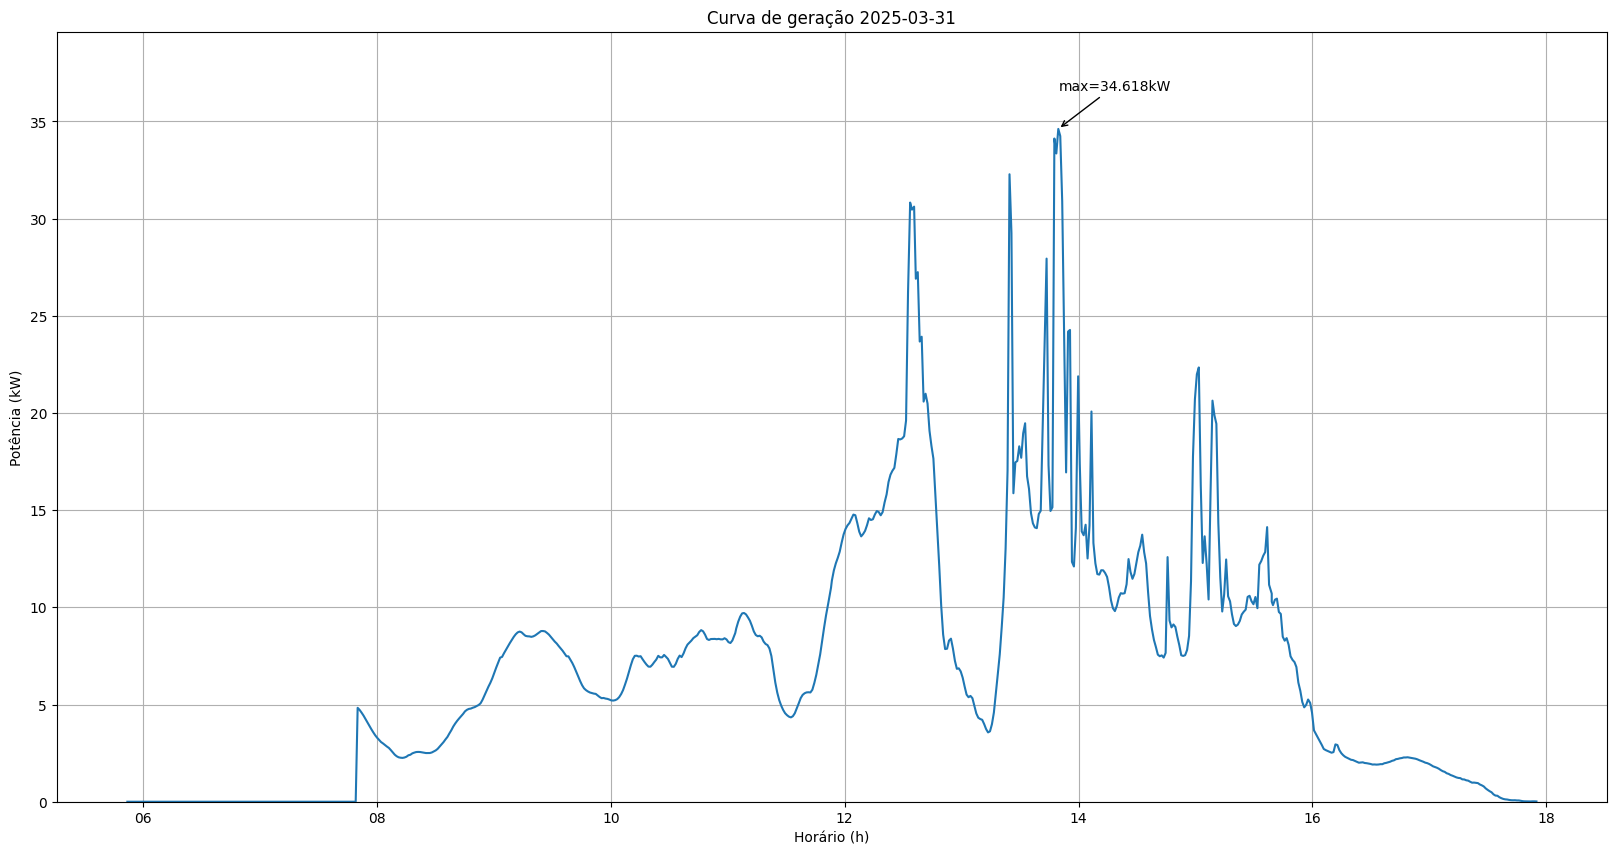 Curva de geração 2025-03-31
max=34.618kW
35
30
25
20
15
10
5
0
Potência (kW)
06 08 10 12 14 16 18
Horário (h)